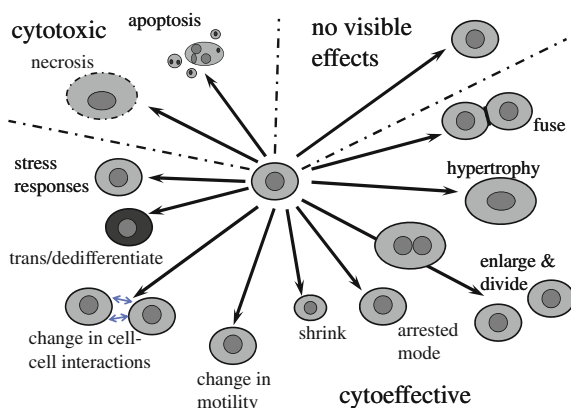 cytotoxic
apoptosis
necrosis
no visible
effects
fuse
stress
responses
hypertrophy
trans/dedifferentiate
enlarge &
divide
change in cell-
cell interactions
shrink
arrested
mode
change in
motility
cytoeffective